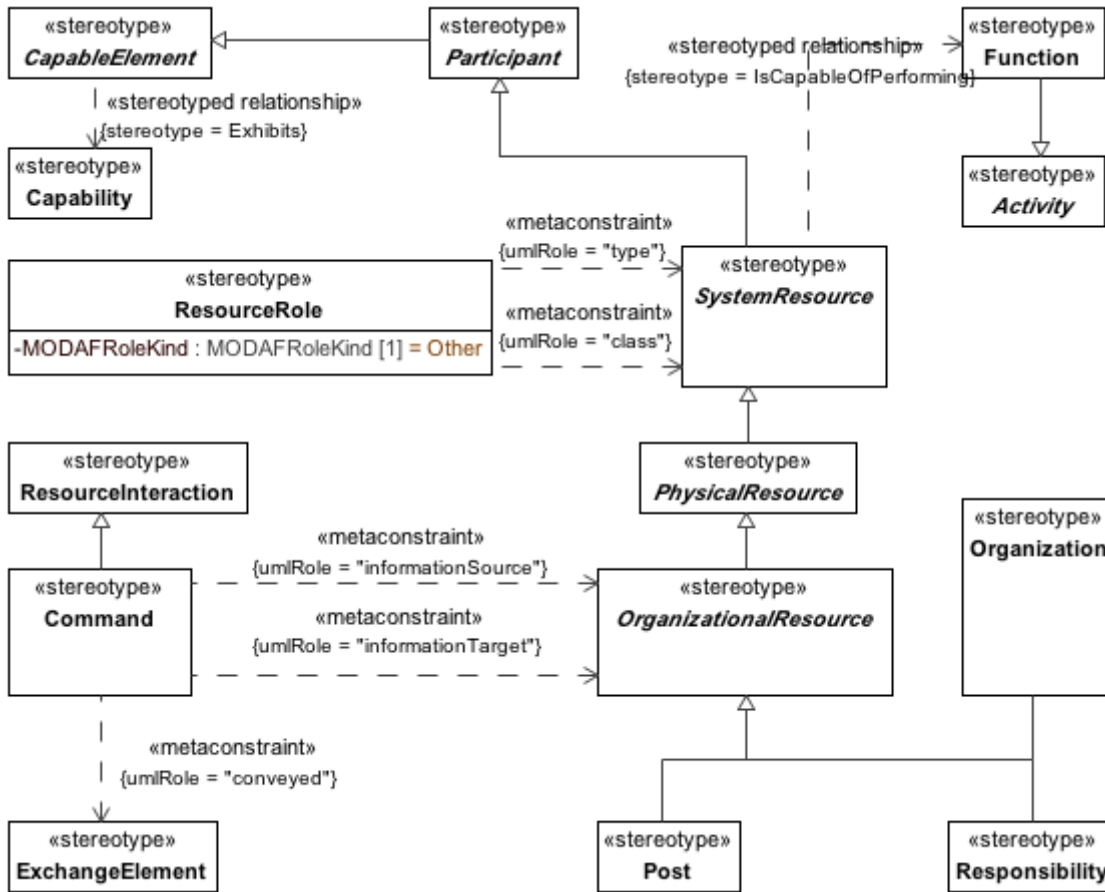 «stereotype»
CapableElement
«stereotype»
Participant
«stereotyped relationship»
{stereotype = IsCapableOfPerforming}
«stereotype»
Function
«stereotyped relationship»
{stereotype = Exhibits}
«stereotype»
Capability
«stereotype»
Activity
«metaconstraint»
{umlRole = "type"}
«stereotype»
SystemResource
«stereotype»
ResourceRole
-MODAFRoleKind : MODAFRoleKind [1] = Other
«metaconstraint»
{umlRole = "class"}
«stereotype»
ResourceInteraction
«stereotype»
PhysicalResource
«stereotype»
Organization
«metaconstraint»
{umlRole = "informationSource"}
«stereotype»
Command
«stereotype»
OrganizationalResource
«metaconstraint»
{umlRole = "informationTarget"}
«metaconstraint»
{umlRole = "conveyed"}
«stereotype»
ExchangeElement
«stereotype»
Post
«stereotype»
Responsibility